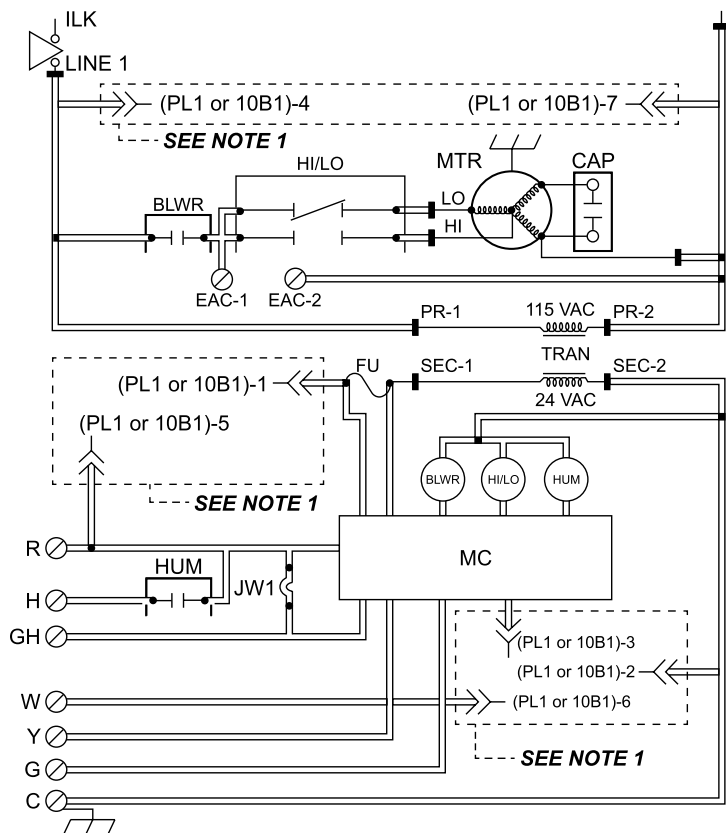 ILK
LINE 1
(PL1 or 10B1)-4
(PL1 or 10B1)-7
SEE NOTE 1
HI/LO
MTR
CAP
BLWR
LO
HI
EAC-1
EAC-2
PR-1
115 VAC
PR-2
TRAN
FU
SEC-1
SEC-2
24 VAC
(PL1 or 10B1)-1
(PL1 or 10B1)-5
SEE NOTE 1
BLWR
HI/LO
HUM
MC
R
HUM
JW1
H
GH
(PL1 or 10B1)-3
(PL1 or 10B1)-2
W
(PL1 or 10B1)-6
Y
SEE NOTE 1
G
C